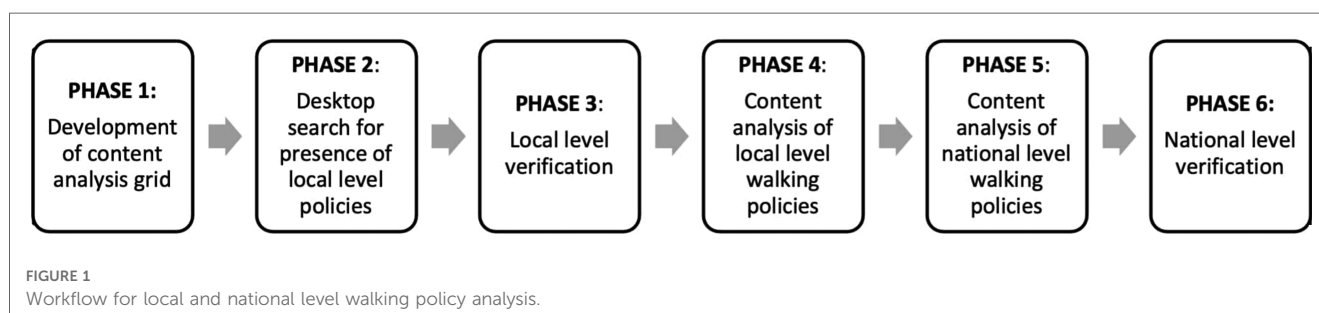 PHASE 1:
Development
of content
analysis grid
PHASE 2:
Desktop
search for
presence of
local level
policies
PHASE 3:
Local level
verification
PHASE 4:
Content
analysis of
local level
walking
policies
PHASE 5:
Content
analysis of
national level
walking
policies
PHASE 6:
National level
verification
FIGURE 1
Workflow for local and national level walking policy analysis.